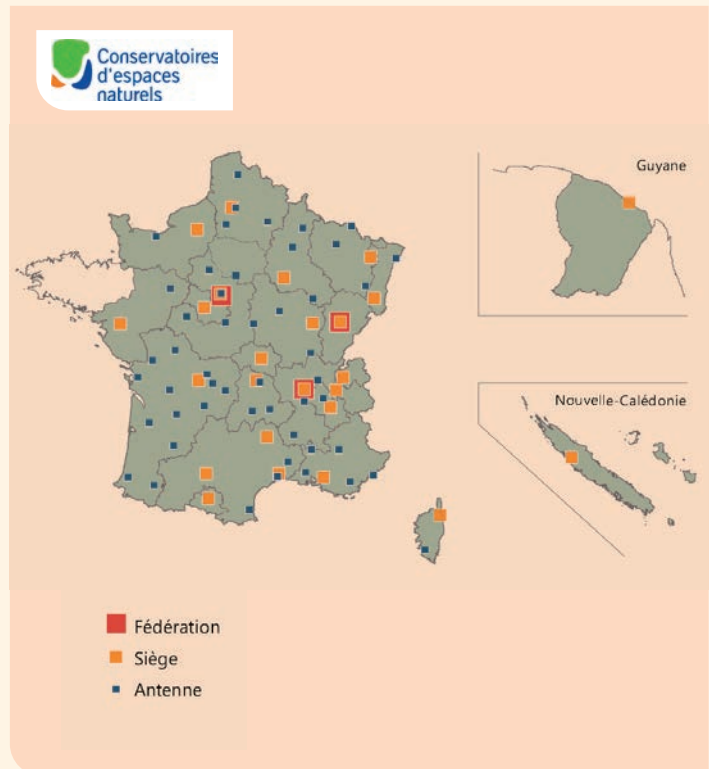 Conservatoires
d'espaces
naturels
Guyane
Nouvelle-Calédonie
Fédération
Siège
Antenne